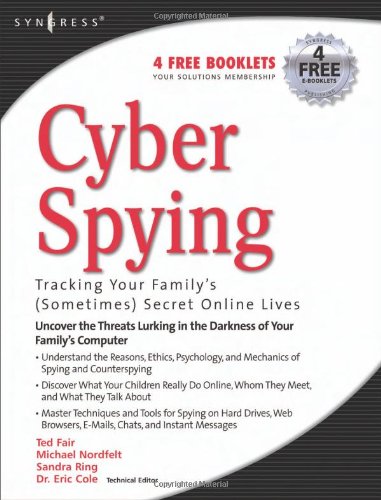 SYNGRESS
4 FREE BOOKLETS
YOUR SOLUTIONS MEMBERSHIP
4
FREE
E-BOOKLETS
Cyber
Spying
Tracking Your Family's
(Sometimes) Secret Online Lives
Uncover the Threats Lurking in the Darkness of Your
Family's Computer
• Understand the Reasons, Ethics, Psychology, and Mechanics of
Spying and Counterspying
• Discover What Your Children Really Do Online, Whom They Meet,
and What They Talk About
• Master Techniques and Tools for Spying on Hard Drives, Web
Browsers, E-Mails, Chats, and Instant Messages
Ted Fair
Michael Nordfelt
Sandra Ring
Dr. Eric Cole Technical Editor